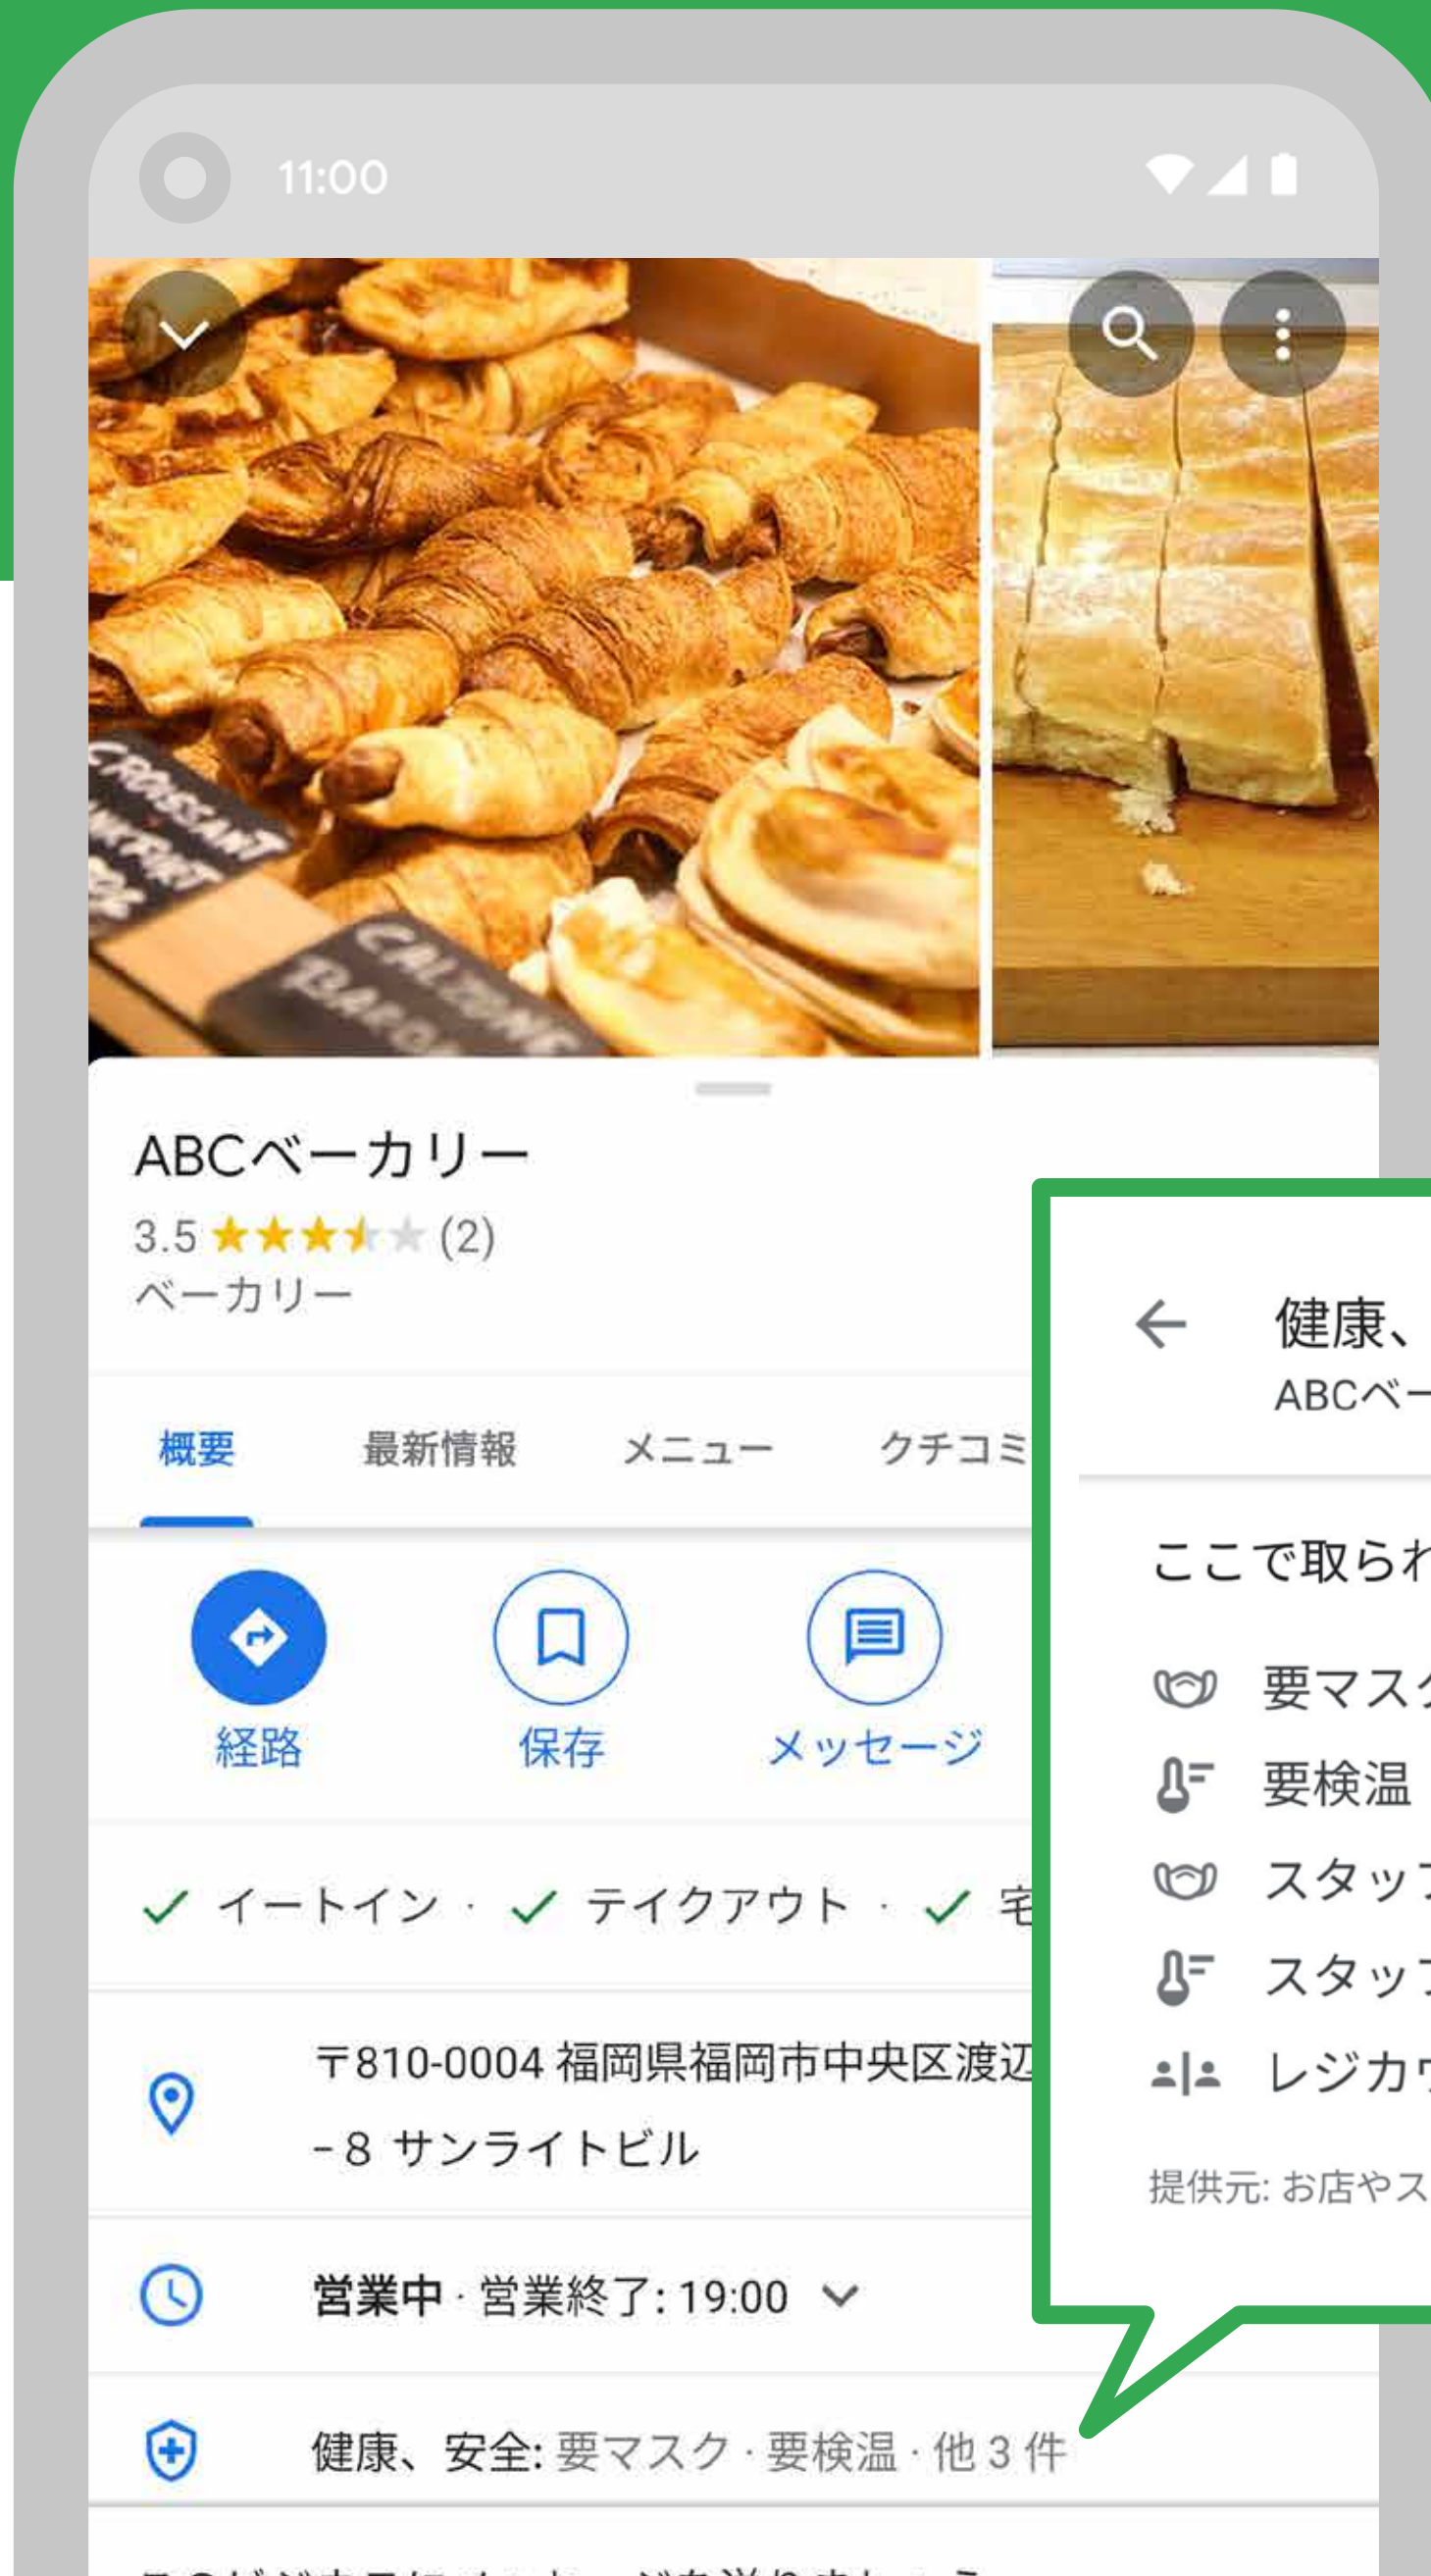 11:00
CROISSANT
CALZONE
ABCベーカリー
3.5 ★★★★★ (2)
ベーカリー
概要 最新情報 メニュー クチコミ
経路 保存 メッセージ
イートイン · テイクアウト · 宅
〒810-0004 福岡県福岡市中央区渡辺
−8 サンライトビル
営業中 · 営業終了: 19:00
健康、安全: 要マスク · 要検温 · 他 3 件
健康、
ABCベー
ここで取られ
要マスク
要検温
スタッフ
スタッフ
レジカウ
提供元: お店やス